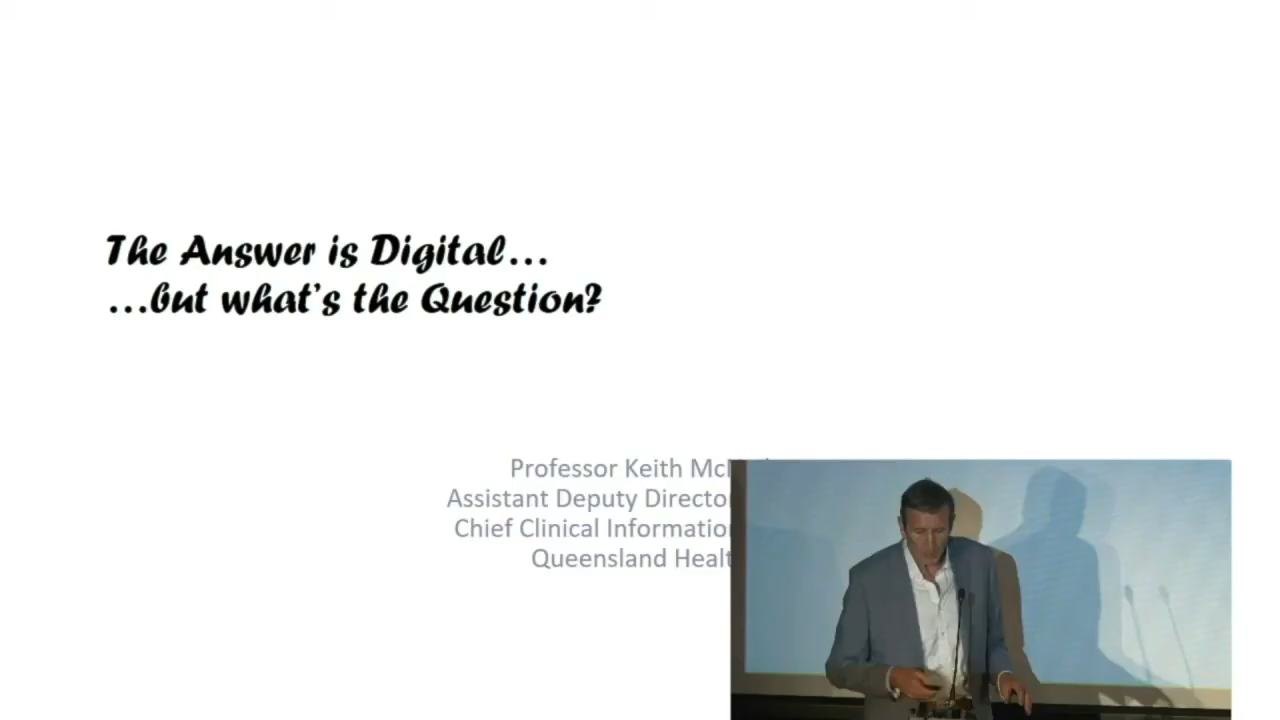 The Answer is Digital...
...but what's the Question?
Professor Keith
Assistant Deputy
Chief Clinical
Queensland